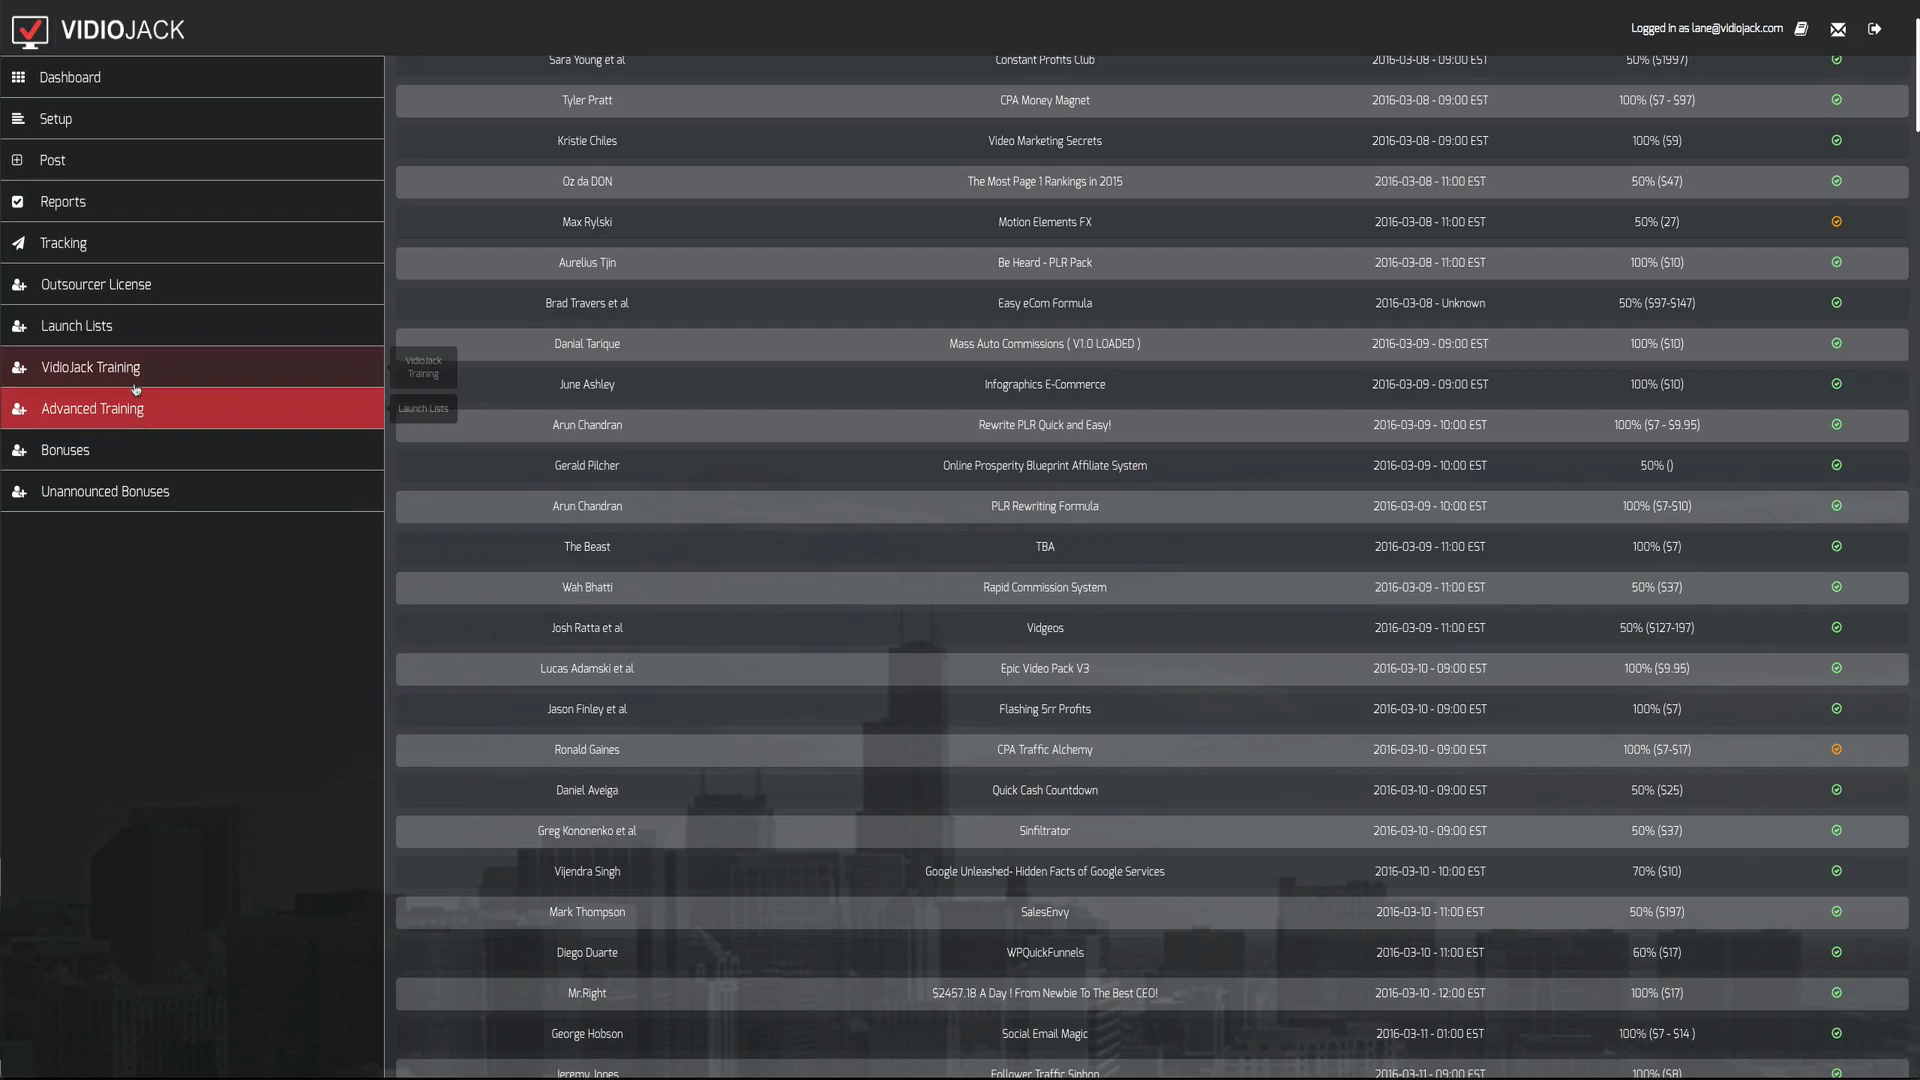 VIDIOJACK
Logged in as lane@vidiojack.com
Dashboard
Setup
Post
Reports
Tracking
Outsourcer License
Launch Lists
VidioJack Training
Advanced Training
Bonuses
Unannounced Bonuses
VidioJack
Training
Launch Lists
Sara Young et al Constant Profits Club 2016-03-08 - 09:00 EST 50% ($1997)
Tyler Pratt CPA Money Magnet 2016-03-08 - 09:00 EST 100% ($7 - $97)
Kristie Chiles Video Marketing Secrets 2016-03-08 - 09:00 EST 100% ($9)
Oz da DON The Most Page 1 Rankings in 2015 2016-03-08 - 11:00 EST 50% ($47)
Max Rylski Motion Elements FX 2016-03-08 - 11:00 EST 50% (27)
Aurelius Tjin Be Heard - PLR Pack 2016-03-08 - 11:00 EST 100% ($10)
Brad Travers et al Easy eCom Formula 2016-03-08 - Unknown 50% ($97-$147)
Danial Tarique Mass Auto Commissions ( V1.0 LOADED ) 2016-03-09 - 09:00 EST 100% ($10)
June Ashley Infographics E-Commerce 2016-03-09 - 09:00 EST 100% ($10)
Arun Chandran Rewrite PLR Quick and Easy! 2016-03-09 - 10:00 EST 100% ($7 - $9.95)
Gerald Pilcher Online Prosperity Blueprint Affiliate System 2016-03-09 - 10:00 EST 50% ()
Arun Chandran PLR Rewriting Formula 2016-03-09 - 10:00 EST 100% ($7-$10)
The Beast TBA 2016-03-09 - 11:00 EST 100% ($7)
Wah Bhatti Rapid Commission System 2016-03-09 - 11:00 EST 50% ($37)
Josh Ratta et al Vidgeos 2016-03-09 - 11:00 EST 50% ($127-197)
Lucas Adamski et al Epic Video Pack V3 2016-03-10 - 09:00 EST 100% ($9.95)
Jason Finley et al Flashing 5rr Profits 2016-03-10 - 09:00 EST 100% ($7)
Ronald Gaines CPA Traffic Alchemy 2016-03-10 - 09:00 EST 100% ($7-$17)
Daniel Aveiga Quick Cash Countdown 2016-03-10 - 09:00 EST 50% ($25)
Greg Kononenko et al Sinfiltrator 2016-03-10 - 09:00 EST 50% ($37)
Vijendra Singh Google Unleashed- Hidden Facts of Google Services 2016-03-10 - 10:00 EST 70% ($10)
Mark Thompson SalesEnvy 2016-03-10 - 11:00 EST 50% ($197)
Diego Duarte WPQuickFunnels 2016-03-10 - 11:00 EST 60% ($17)
Mr.Right $2457.18 A Day ! From Newbie To The Best CEO! 2016-03-10 - 12:00 EST 100% ($17)
George Hobson Social Email Magic 2016-03-11 - 01:00 EST 100% ($7 - $14 )
Jeremy Jones Follower Traffic Siphon 2016-03-11 - 09:00 EST 100% ($8)